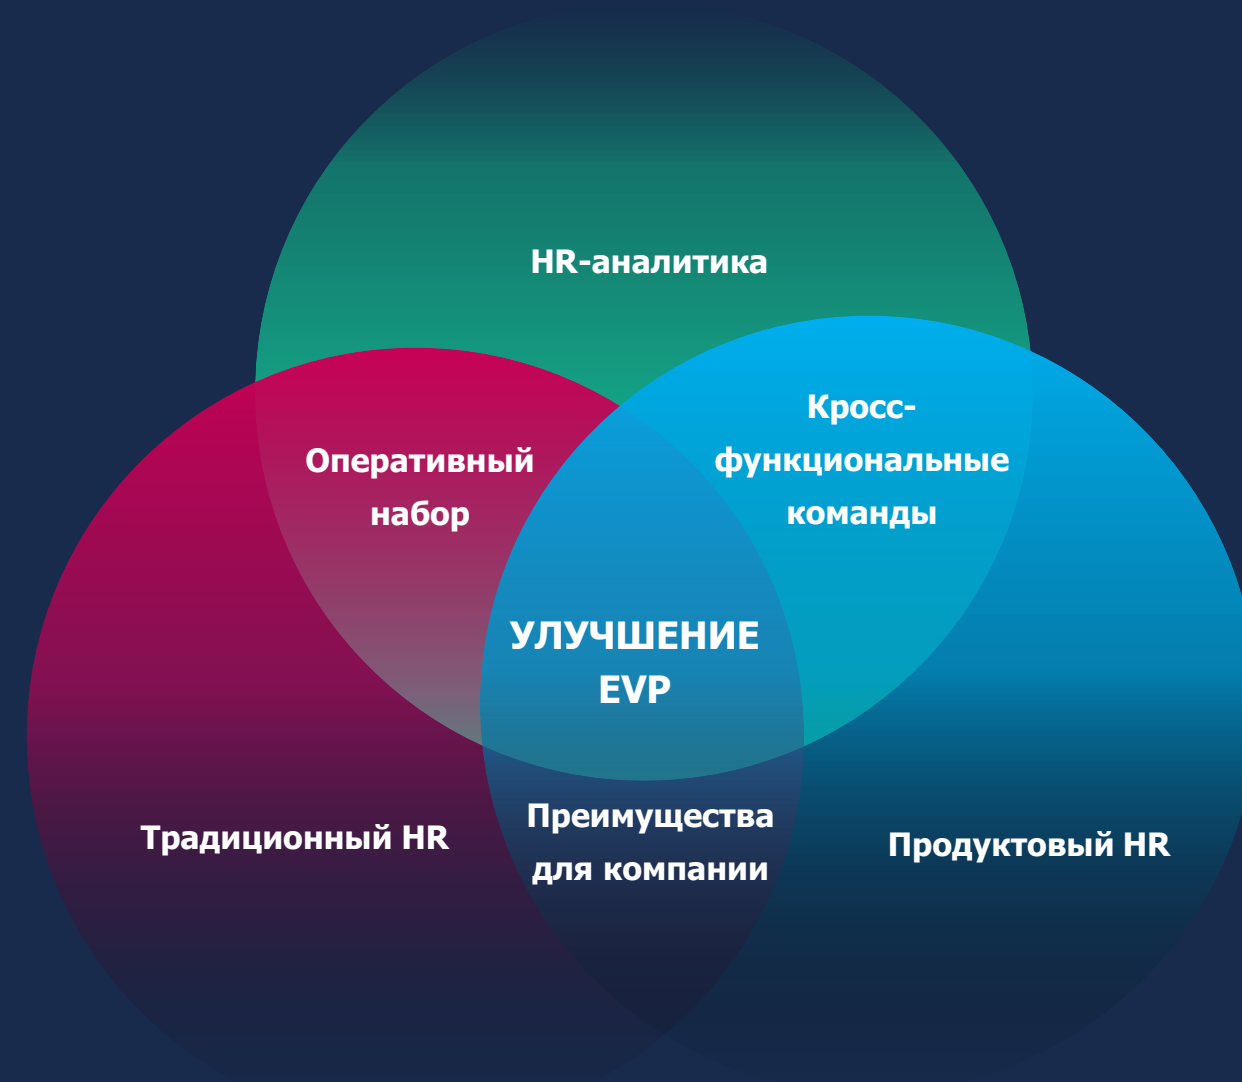 HR-аналитика
Оперативный
набор
Кросс-
функциональные
команды
УЛУЧШЕНИЕ
EVP
Традиционный HR
Преимущества
для компании
Продуктовый HR